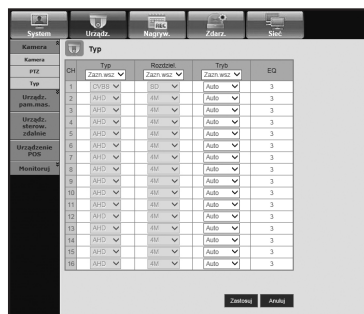 System Urządz. Nagryw. Zdarz. Sieć
REC
Kamera
Kamera
PTZ
Typ
Urządz. pam.mas.
Urządz. sterow. zdalnie
Urządzenie POS
Monitoruj
Typ
CH Typ Rozdziel. Tryb EQ
Zazn.wsz Zazn.wsz Zazn.wsz
1 CVBS SD Auto 3
2 AHD 4M Auto 3
3 AHD 4M Auto 3
4 AHD 4M Auto 3
5 AHD 4M Auto 3
6 AHD 4M Auto 3
7 AHD 4M Auto 3
8 AHD 4M Auto 3
9 AHD 4M Auto 3
10 AHD 4M Auto 3
11 AHD 4M Auto 3
12 AHD 4M Auto 3
13 AHD 4M Auto 3
14 AHD 4M Auto 3
15 AHD 4M Auto 3
16 AHD 4M Auto 3
Zastosuj Anuluj